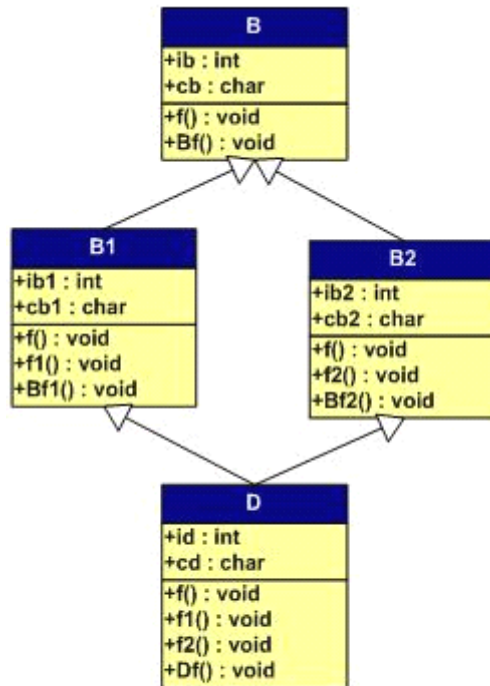 B
+ib : int
+cb : char
+f() : void
+Bf() : void
B1
+ib1 : int
+cb1 : char
+f() : void
+f1() : void
+Bf1() : void
B2
+ib2 : int
+cb2 : char
+f() : void
+f2() : void
+Bf2() : void
D
+id : int
+cd : char
+f() : void
+f1() : void
+f2() : void
+Df() : void